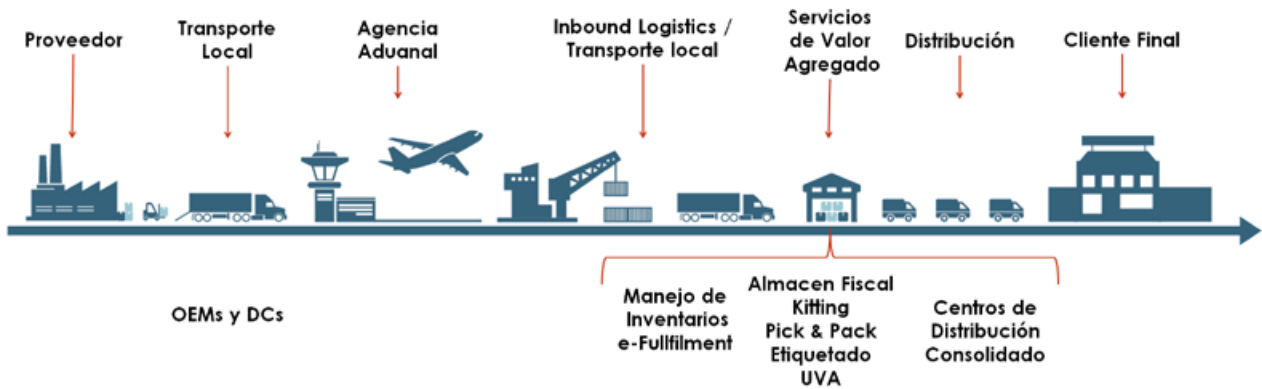 Proveedor
Transporte
Local
Agencia
Aduanal
Inbound Logistics /
Transporte local
Servicios
de Valor
Agregado
Distribución
Cliente Final
OEMs y DCs
Manejo de
Inventarios
e-Fullfilment
Almacen Fiscal
Kitting
Pick & Pack
Etiquetado
UVA
Centros de
Distribución
Consolidado